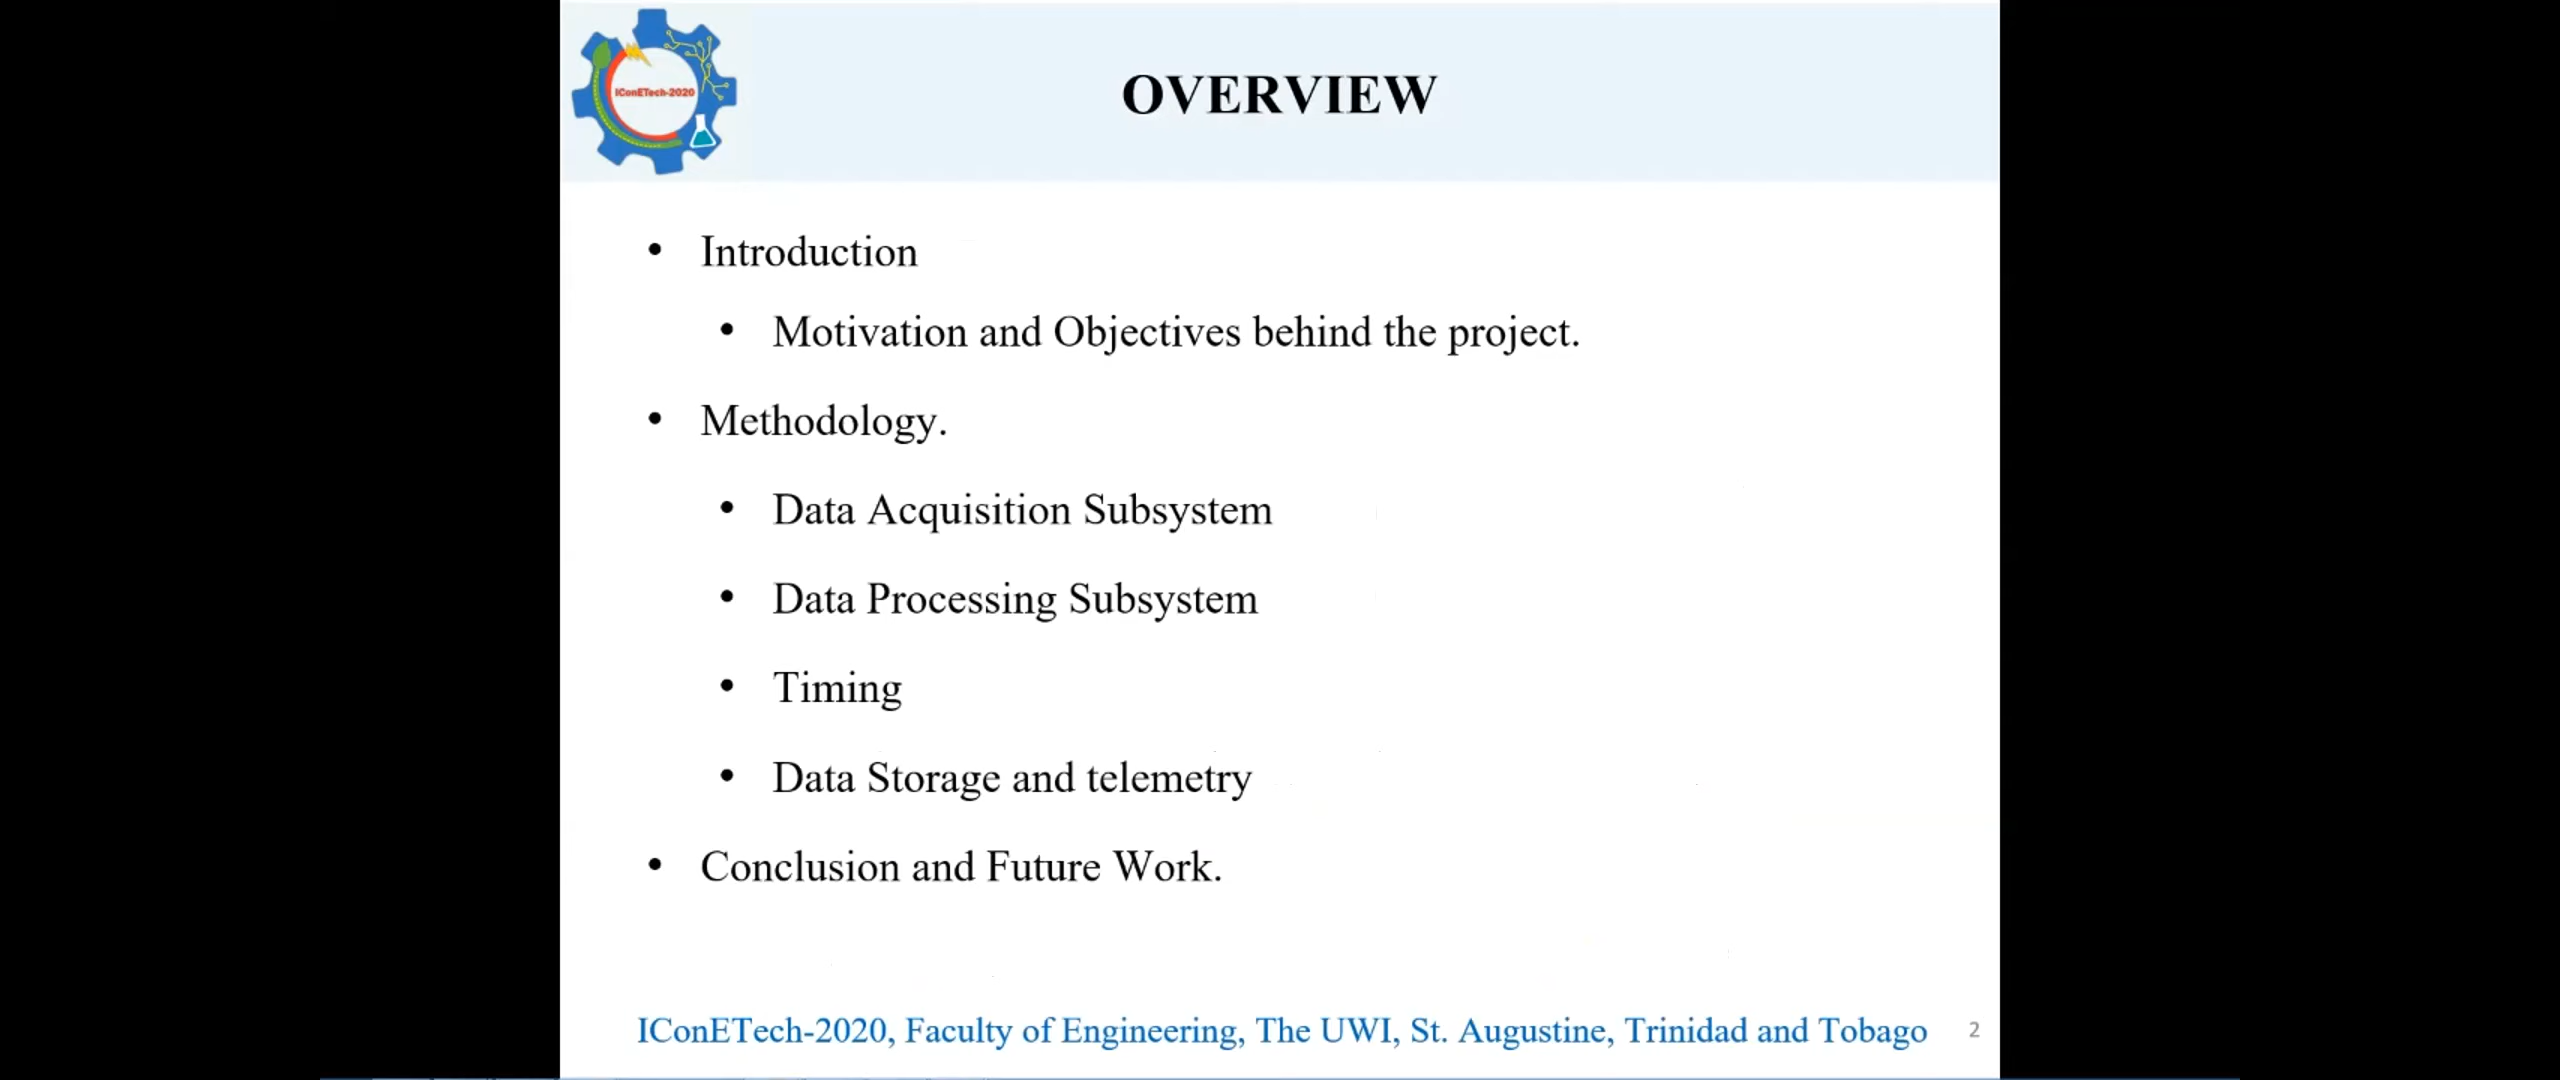 IConETech-2020
OVERVIEW
• Introduction
• Motivation and Objectives behind the project.
• Methodology.
• Data Acquisition Subsystem
• Data Processing Subsystem
• Timing
• Data Storage and telemetry
• Conclusion and Future Work.
IConETech-2020, Faculty of Engineering, The UWI, St. Augustine, Trinidad and Tobago 2